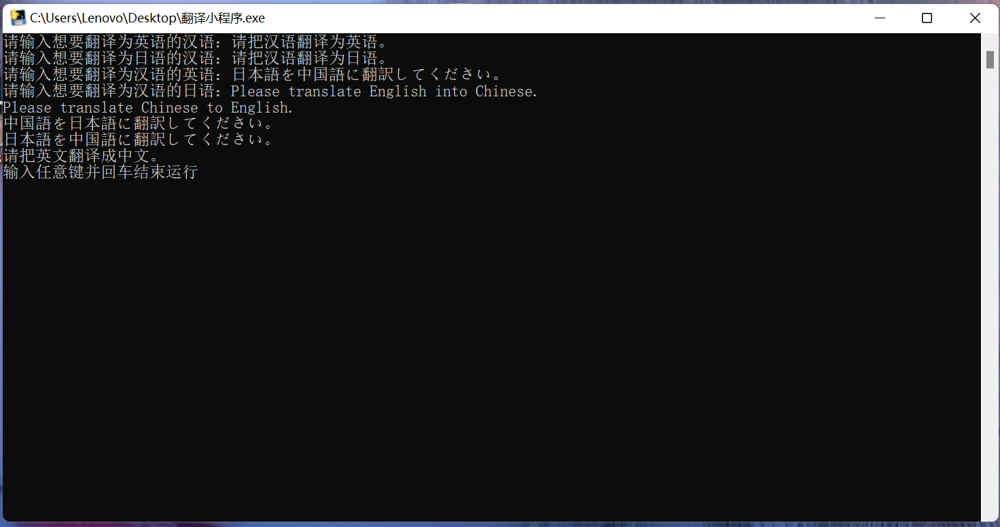 C:\Users\Lenovo\Desktop\翻译小程序.exe
请输入想要翻译为英语的汉语：请把汉语翻译为英语。
请输入想要翻译为日语的汉语：请把汉语翻译为日语。
请输入想要翻译为汉语的英语：日本語を中国語に翻訳してください。
请输入想要翻译为汉语的日语：Please translate English into Chinese.
Please translate Chinese to English.
中国語を日本語に翻訳してください。
日本語を中国語に翻訳してください。
请把英文翻译成中文。
输入任意键并回车结束运行